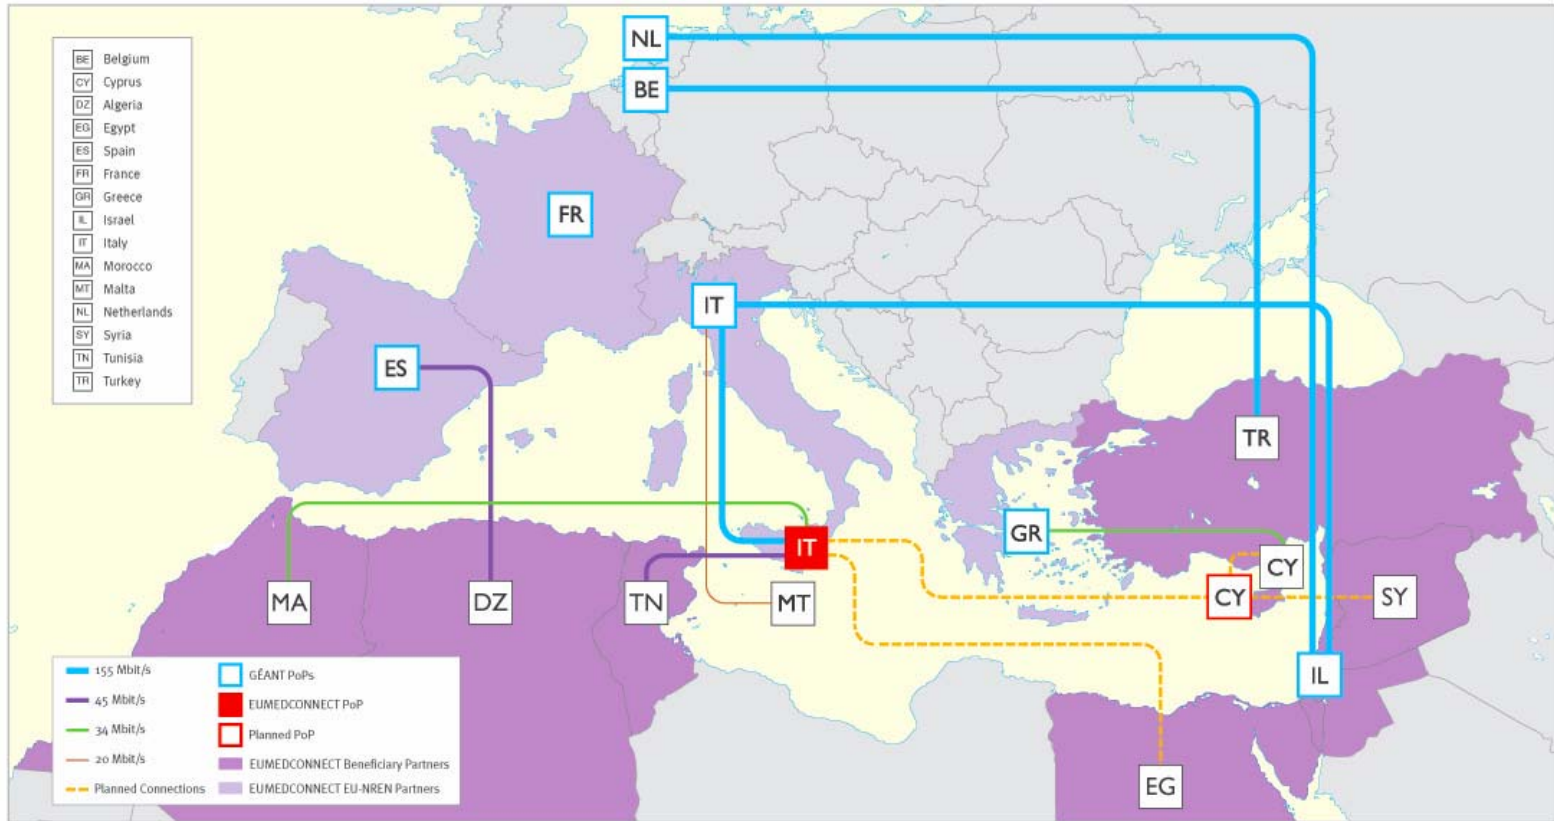 BE Belgium
CY Cyprus
DZ Algeria
EG Egypt
ES Spain
FR France
GR Greece
IL Israel
IT Italy
MA Morocco
MT Malta
NL Netherlands
SY Syria
TN Tunisia
TR Turkey
NL
BE
FR
IT
ES
TR
GR
IT
CY
MA
DZ
TN
MT
CY
SY
IL
EG
155 Mbit/s
45 Mbit/s
34 Mbit/s
20 Mbit/s
Planned Connections
GÉANT PoPs
EUMEDCONNECT PoP
Planned PoP
EUMEDCONNECT Beneficiary Partners
EUMEDCONNECT EU-NREN Partners